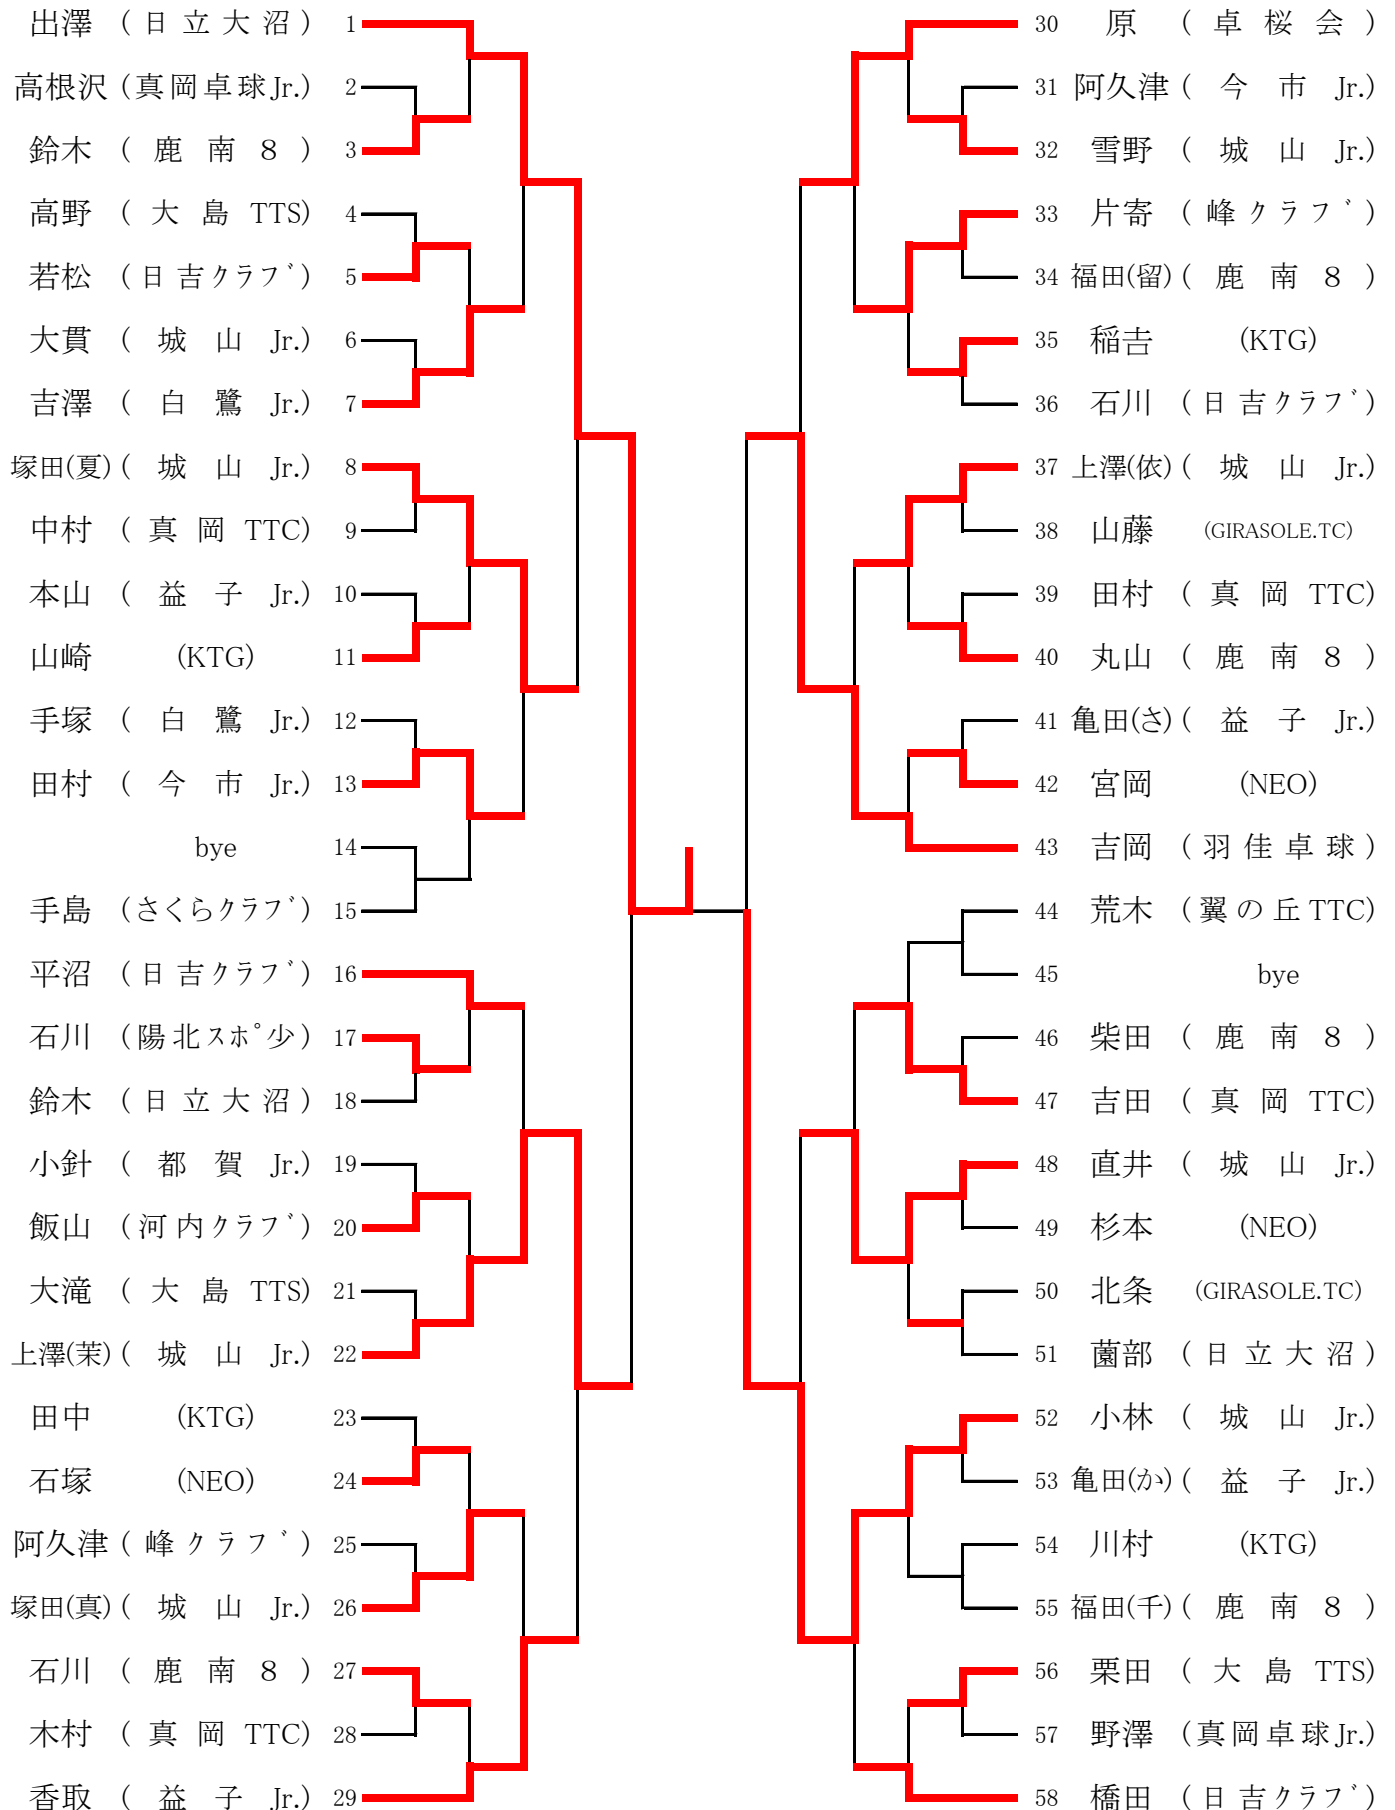 出澤 (日立大沼) 1
高根沢 (真岡卓球Jr.) 2
鈴木 (鹿南8) 3
高野 (大島TTS) 4
若松 (日吉クラブ) 5
大貫 (城山Jr.) 6
吉澤 (白鷺Jr.) 7
塚田(夏) (城山Jr.) 8
中村 (真岡TTC) 9
本山 (益子Jr.) 10
山崎 (KTG) 11
手塚 (白鷺Jr.) 12
田村 (今市Jr.) 13
bye 14
手島 (さくらクラブ) 15
平沼 (日吉クラブ) 16
石川 (陽北スポ少) 17
鈴木 (日立大沼) 18
小針 (都賀Jr.) 19
飯山 (河内クラブ) 20
大滝 (大島TTS) 21
上澤(茉) (城山Jr.) 22
田中 (KTG) 23
石塚 (NEO) 24
阿久津 (峰クラブ) 25
塚田(真) (城山Jr.) 26
石川 (鹿南8) 27
木村 (真岡TTC) 28
香取 (益子Jr.) 29
30 原 (卓桜会)
31 阿久津 (今市Jr.)
32 雪野 (城山Jr.)
33 片寄 (峰クラブ)
34 福田(留) (鹿南8)
35 稲𠮷 (KTG)
36 石川 (日吉クラブ)
37 上澤(依) (城山Jr.)
38 山藤 (GIRASOLE.TC)
39 田村 (真岡TTC)
40 丸山 (鹿南8)
41 亀田(さ) (益子Jr.)
42 宮岡 (NEO)
43 吉岡 (羽佳卓球)
44 荒木 (翼の丘TTC)
45 bye
46 柴田 (鹿南8)
47 吉田 (真岡TTC)
48 直井 (城山Jr.)
49 杉本 (NEO)
50 北条 (GIRASOLE.TC)
51 薗部 (日立大沼)
52 小林 (城山Jr.)
53 亀田(か) (益子Jr.)
54 川村 (KTG)
55 福田(千) (鹿南8)
56 栗田 (大島TTS)
57 野澤 (真岡卓球Jr.)
58 橋田 (日吉クラブ)